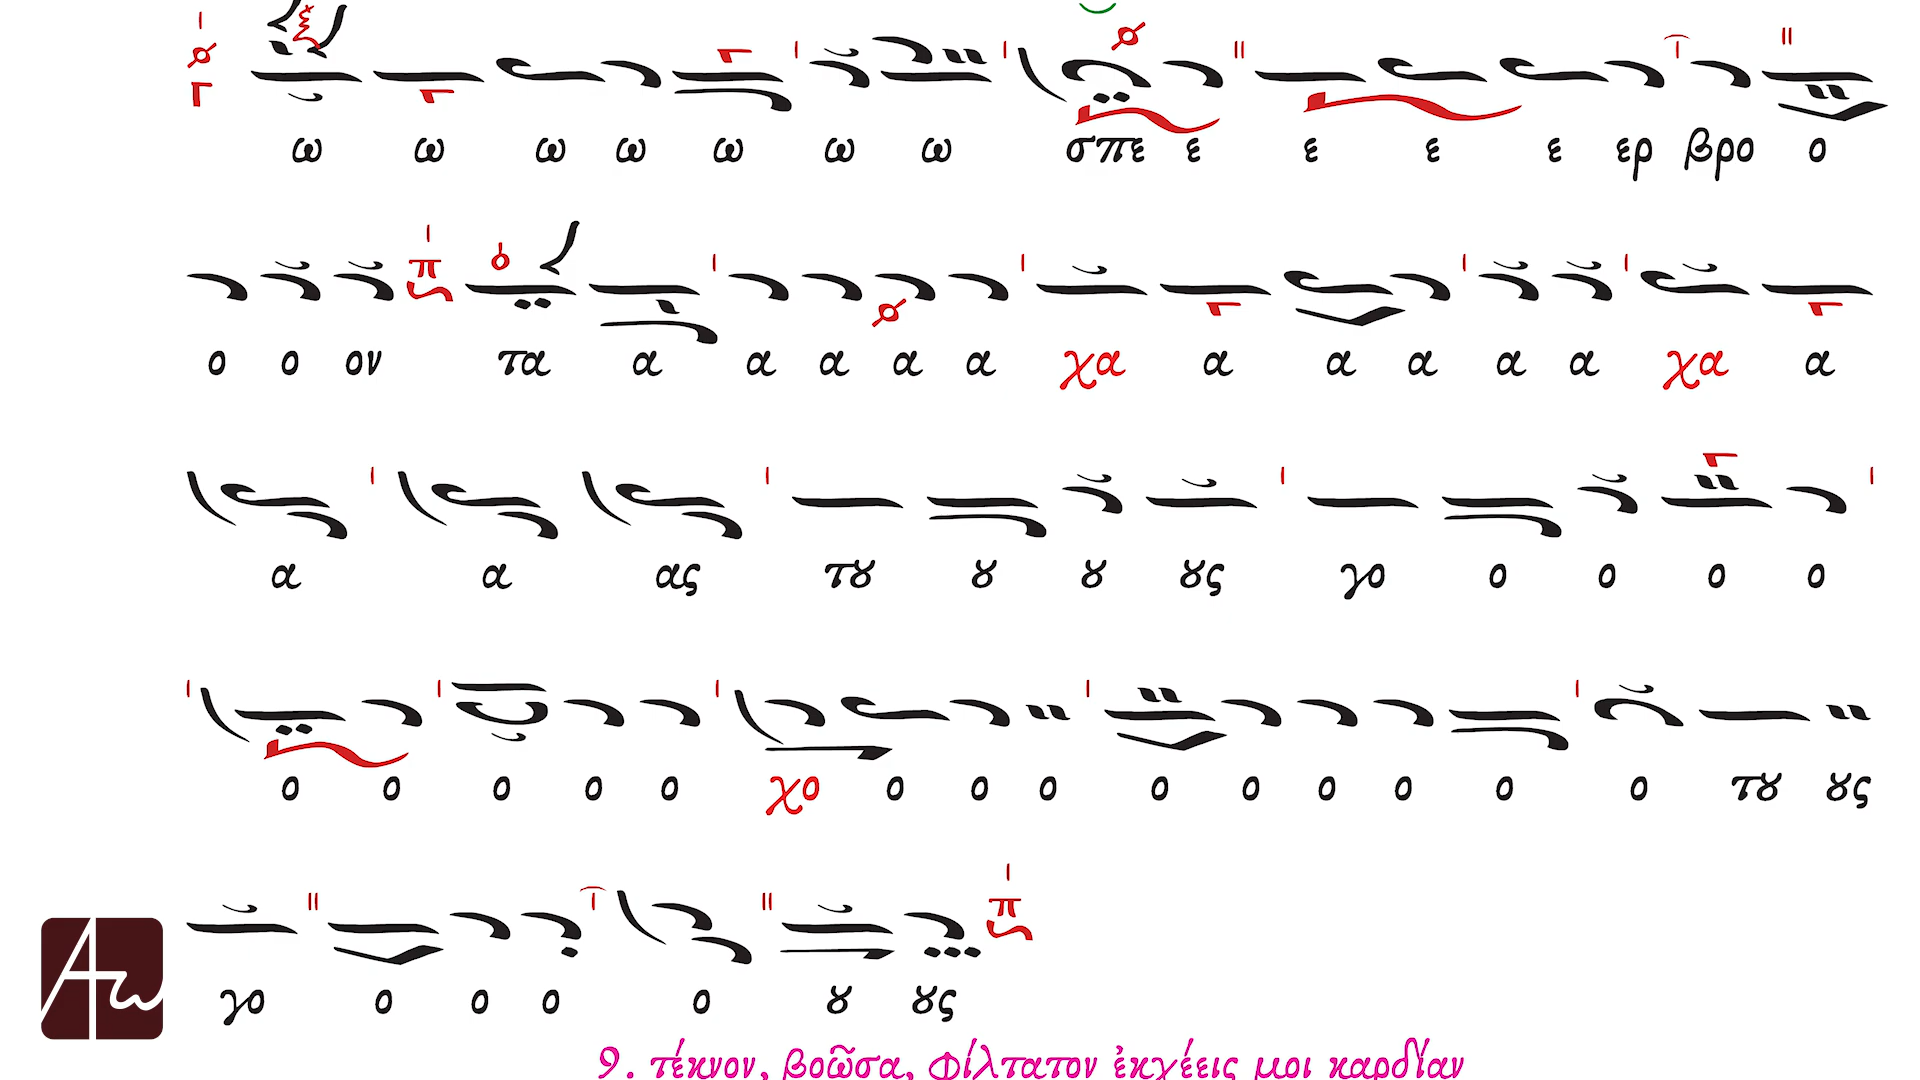 ω ω ω ω ω ω ω σπε ε ε ε ε ερ βρο ο
ο ο ον τα α α α α α χα α α α α α χα α
α α ας τȣ ȣ ȣ ȣς γο ο ο ο ο
ο ο ο ο ο χο ο ο ο ο ο ο ο ο ο τȣ ȣς
γο ο ο ο ο ȣ ȣς
Αω
9. τέκνον, βοῶσα, φίλτατον ἐκχέεις μοι καρδίαν